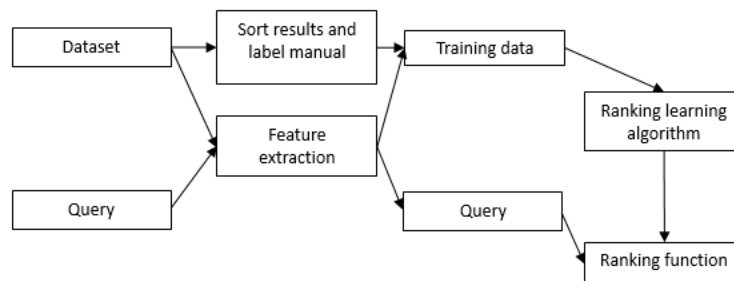 Dataset
Sort results and
label manual
Training data
Ranking learning
algorithm
Feature
extraction
Query
Query
Ranking function